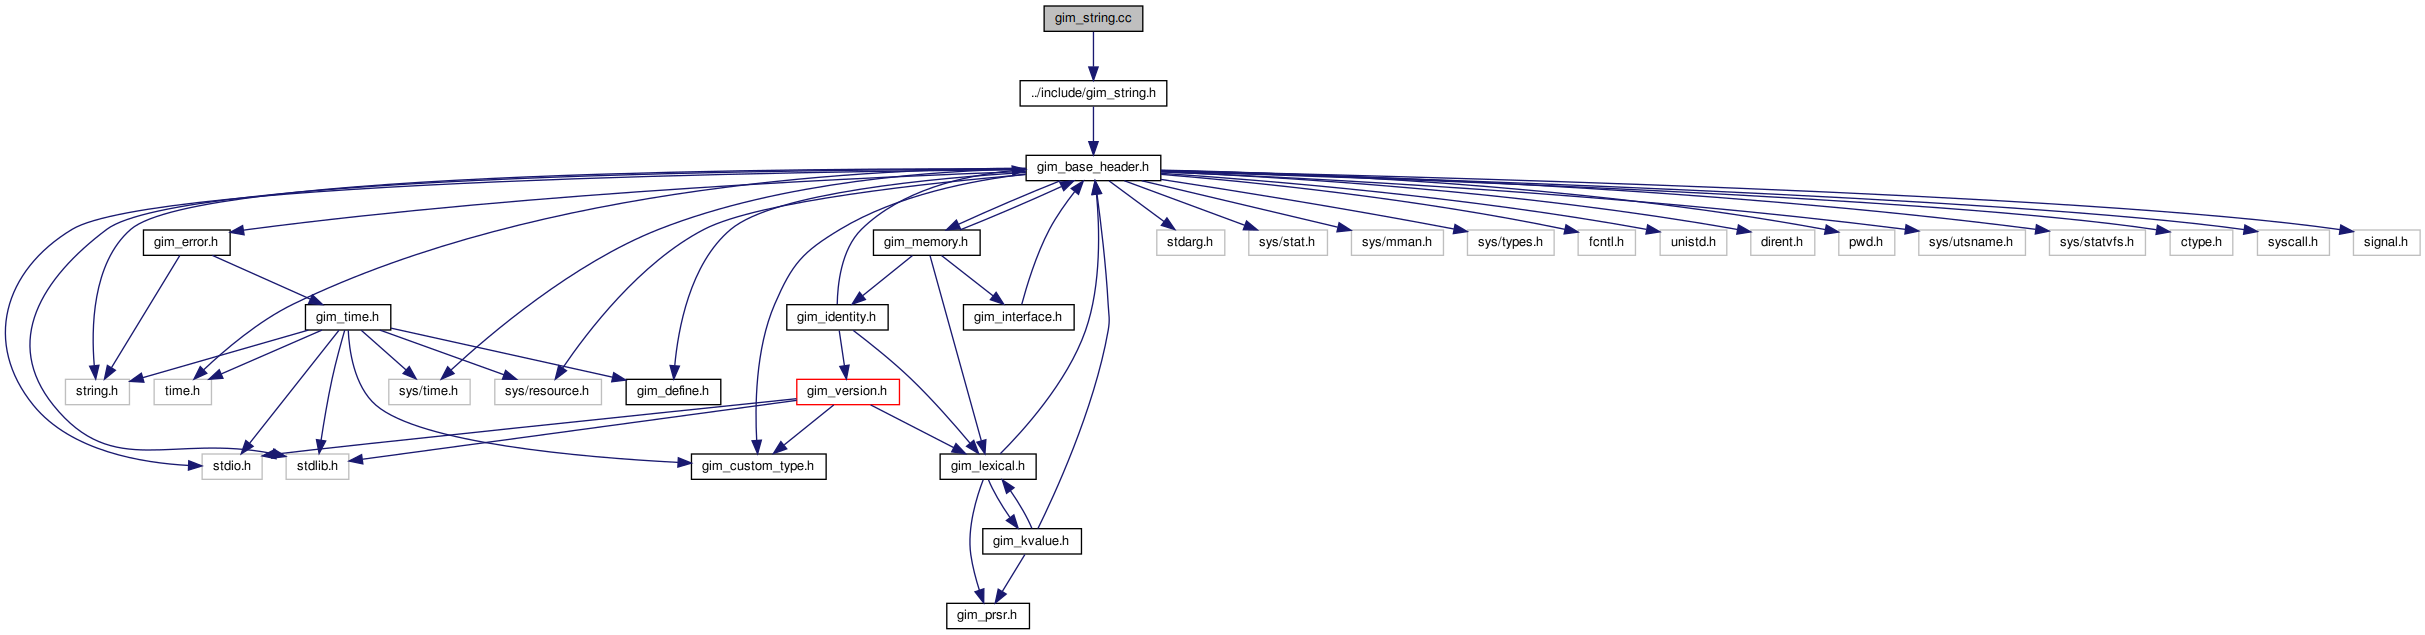 gim_string.cc
../include/gim_string.h
gim_base_header.h
gim_error.h
gim_memory.h
stdarg.h
sys/stat.h
sys/mman.h
sys/types.h
fcntl.h
unistd.h
dirent.h
pwd.h
sys/utsname.h
sys/statvfs.h
ctype.h
syscall.h
signal.h
gim_time.h
gim_identity.h
gim_interface.h
string.h
time.h
sys/time.h
sys/resource.h
gim_define.h
gim_version.h
stdio.h
stdlib.h
gim_custom_type.h
gim_lexical.h
gim_kvalue.h
gim_prsr.h